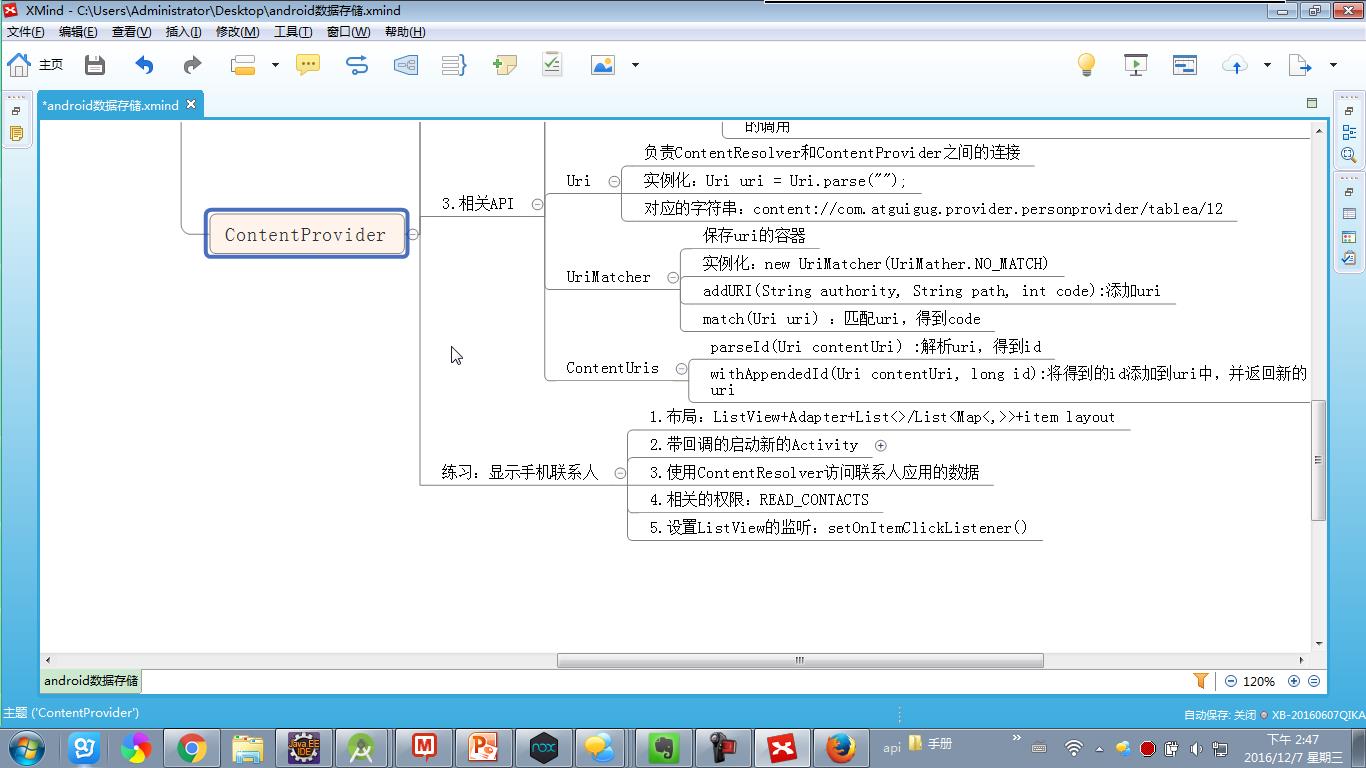 XMind - C:\Users\Administrator\Desktop\android数据存储.xmind
文件(F) 编辑(E) 查看(V) 插入(I) 修改(M) 工具(T) 窗口(W) 帮助(H)
主页
*android数据存储.xmind
的调用
负责ContentResolver和ContentProvider之间的连接
Uri
实例化：Uri uri = Uri.parse("");
3.相关API
对应的字符串：content://com.atguigug.provider.personprovider/tablea/12
ContentProvider
保存uri的容器
实例化：new UriMatcher(UriMather.NO_MATCH)
UriMatcher
addURI(String authority, String path, int code):添加uri
match(Uri uri) ：匹配uri，得到code
parseId(Uri contentUri) :解析uri，得到id
ContentUris
withAppendedId(Uri contentUri, long id):将得到的id添加到uri中，并返回新的
uri
1.布局：ListView+Adapter+List<>/List<Map<,>>+item layout
2.带回调的启动新的Activity
练习：显示手机联系人
3.使用ContentResolver访问联系人应用的数据
4.相关的权限：READ_CONTACTS
5.设置ListView的监听：setOnItemClickListener()
android数据存储
120%
主题 ('ContentProvider')
自动保存: 关闭
XB-20160607QIKA
Java EE
IDE
nox
api
手册
下午 2:47
2016/12/7 星期三